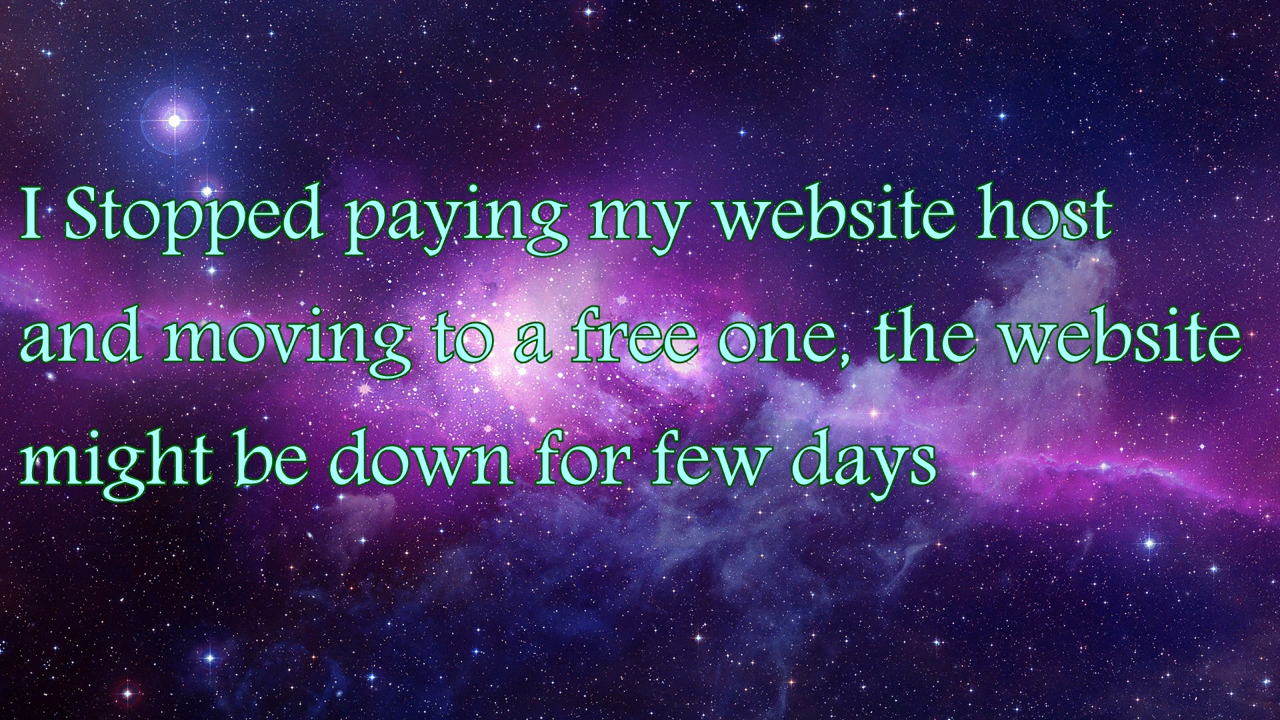 I Stopped paying my website host
and moving to a free one, the website
might be down for few days